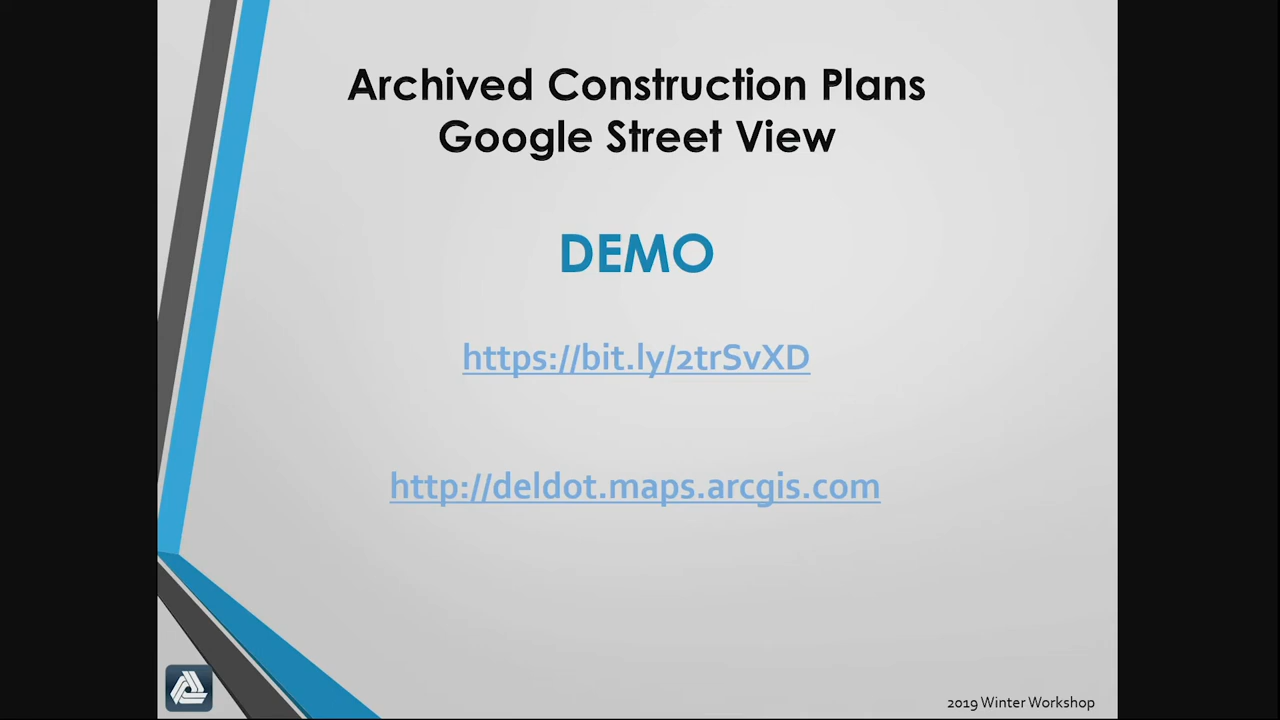 Archived Construction Plans
Google Street View
DEMO
https://bit.ly/2trSvXD
http://deldot.maps.arcgis.com
2019 Winter Workshop